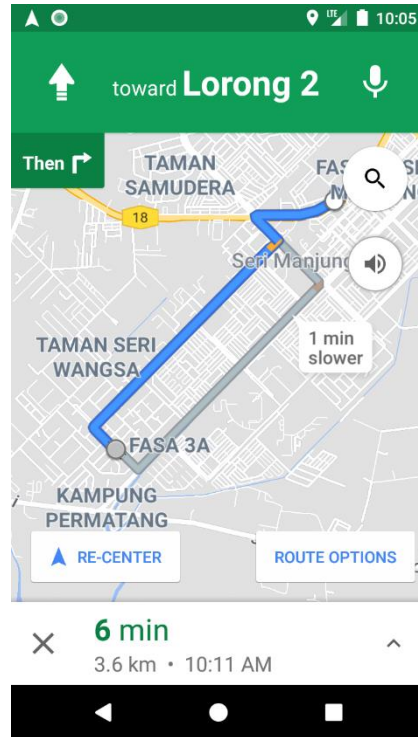 LTE
10:05
toward Lorong 2
Then
TAMAN
SAMUDERA
18
Seri Manjung
1 min
slower
TAMAN SERI
WANGSA
FASA 3A
KAMPUNG
PERMATANG
RE-CENTER
ROUTE OPTIONS
6 min
3.6 km • 10:11 AM